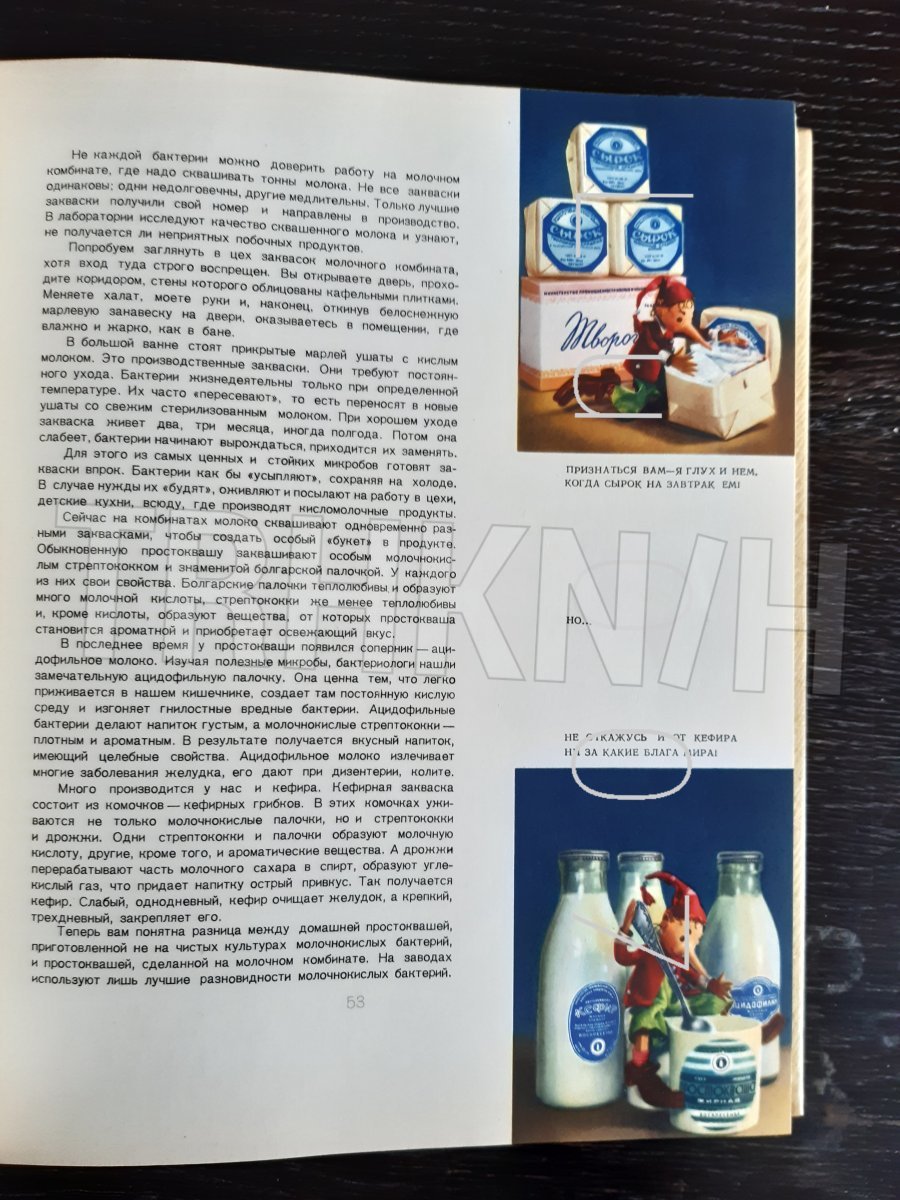 Не каждой бактерии можно доверить работу на молочном
комбинате, где надо сквашивать тонны молока. Не все закваски
одинаковы; одни недолговечны, другие медлительны. Только лучшие
закваски получили свой номер и направлены в производство.
В лаборатории исследуют качество сквашенного молока и узнают,
не получается ли неприятных побочных продуктов.
Попробуем заглянуть в цех заквасок молочного комбината,
хотя вход туда строго воспрещен. Вы открываете дверь, прохо-
дите коридором, стены которого облицованы кафельными плитками.
Меняете халат, моете руки и, наконец, откинув белоснежную
марлевую занавеску на двери, оказываетесь в помещении, где
влажно и жарко, как в бане.
В большой ванне стоят прикрытые марлей ушаты с кислым
молоком. Это производственные закваски. Они требуют постоян-
ного ухода. Бактерии жизнедеятельны только при определенной
температуре. Их часто «пересевают», то есть переносят в новые
ушаты со свежим стерилизованным молоком. При хорошем уходе
закваска живет два, три месяца, иногда полгода. Потом она
слабеет, бактерии начинают вырождаться, приходится их заменять.
Для этого из самых ценных и стойких микробов готовят за-
кваски впрок. Бактерии как бы «усыпляют», сохраняя на холоде.
В случае нужды их «будят», оживляют и посылают на работу в цехи,
детские кухни, всюду, где производят кисломолочные продукты.
Сейчас на комбинатах молоко сквашивают одновременно раз-
ными заквасками, чтобы создать особый «букет» в продукте.
Обыкновенную простоквашу заквашивают особым молочнокис-
лым стрептококком и знаменитой болгарской палочкой. У каждого
из них свои свойства. Болгарские палочки теплолюбивы и образуют
много молочной кислоты, стрептококки же менее теплолюбивы
и, кроме кислоты, образуют вещества, от которых простокваша
становится ароматной и приобретает освежающий вкус.
В последнее время у простокваши появился соперник — аци-
дофильное молоко. Изучая полезные микробы, бактериологи нашли
замечательную ацидофильную палочку. Она ценна тем, что легко
приживается в нашем кишечнике, создает там постоянную кислую
среду и изгоняет гнилостные вредные бактерии. Ацидофильные
бактерии делают напиток густым, а молочнокислые стрептококки —
плотным и ароматным. В результате получается вкусный напиток,
имеющий целебные свойства. Ацидофильное молоко излечивает
многие заболевания желудка, его дают при дизентерии, колите.
Много производится у нас и кефира. Кефирная закваска
состоит из комочков — кефирных грибков. В этих комочках ужи-
ваются не только молочнокислые палочки, но и стрептококки
и дрожжи. Одни стрептококки и палочки образуют молочную
кислоту, другие, кроме того, и ароматические вещества. А дрожжи
перерабатывают часть молочного сахара в спирт, образуют угле-
кислый газ, что придает напитку острый привкус. Так получается
кефир. Слабый, однодневный, кефир очищает желудок, а крепкий,
трехдневный, закрепляет его.
Теперь вам понятна разница между домашней простоквашей,
приготовленной не на чистых культурах молочнокислых бактерий,
и простоквашей, сделанной на молочном комбинате. На заводах
используют лишь лучшие разновидности молочнокислых бактерий.
53
СЫРОК
СЫРОК
СЫРОК
Творог
ПРИЗНАТЬСЯ ВАМ—Я ГЛУХ И НЕМ,
КОГДА СЫРОК НА ЗАВТРАК ЕМ!
НО...
НЕ ОТКАЖУСЬ И ОТ КЕФИРА
НИ ЗА КАКИЕ БЛАГА МИРА!
КЕФИР
АЦИДОФИЛИН
ПРОСТОКВАША
ЖИРНАЯ